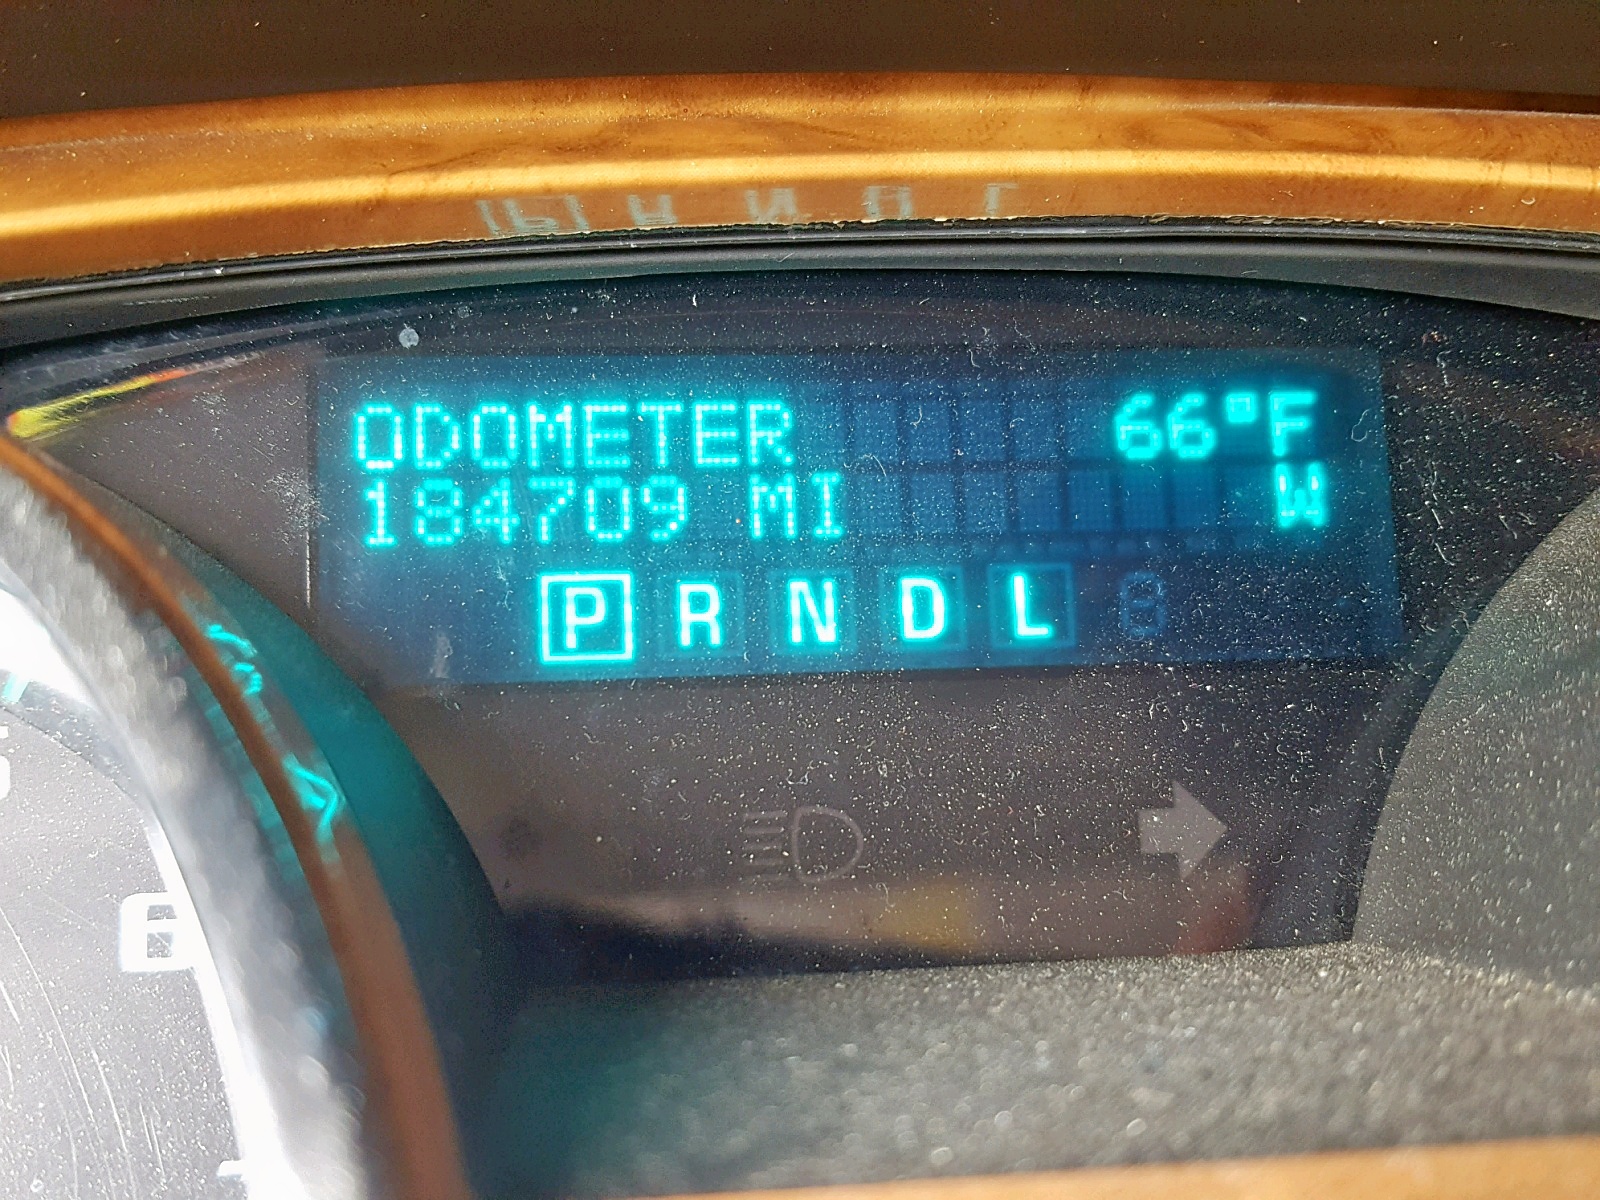 ODOMETER 66°F
184709 MI W
P R N D L